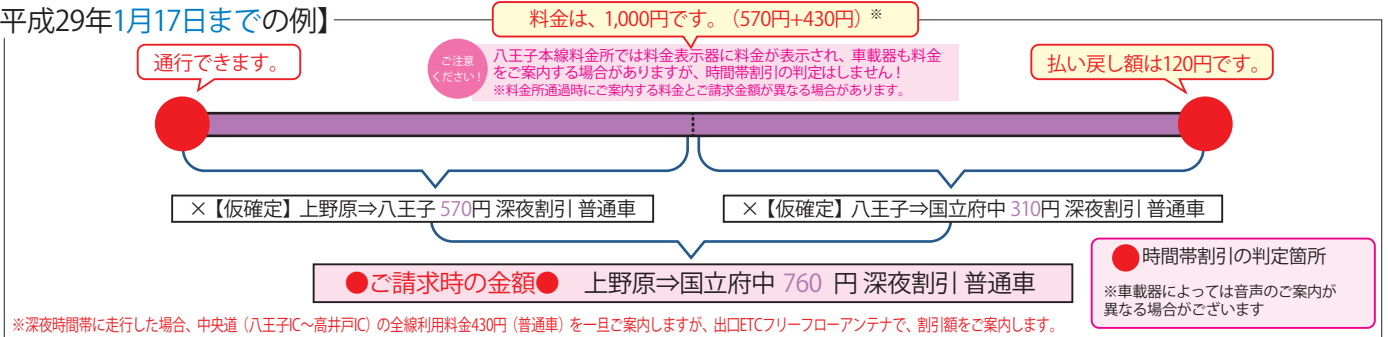 平成29年1月17日までの例】
料金は、1,000円です。（570円+430円）※
通行できます。
ご注意
ください！
八王子本線料金所では料金表示器に料金が表示され、車載器も料金
をご案内する場合がありますが、時間帯割引の判定はしません！
※料金所通過時にご案内する料金とご請求金額が異なる場合があります。
払い戻し額は120円です。
×【仮確定】上野原⇒八王子 570円 深夜割引 普通車
×【仮確定】八王子⇒国立府中 310円 深夜割引 普通車
●ご請求時の金額● 上野原⇒国立府中 760 円 深夜割引 普通車
●時間帯割引の判定箇所
※車載器によっては音声のご案内が
異なる場合がございます
※深夜時間帯に走行した場合、中央道（八王子IC～高井戸IC）の全線利用料金430円（普通車）を一旦ご案内しますが、出口ETCフリーフローアンテナで、割引額をご案内します。